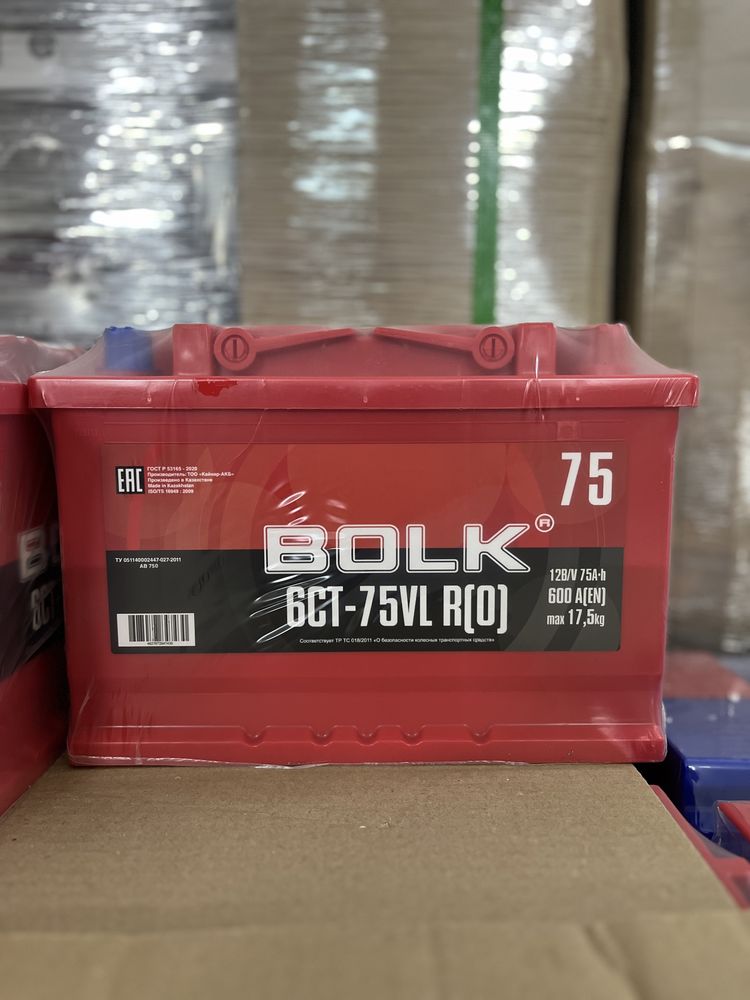 75
EAC
ГОСТ Р 53165 - 2020
Производитель: ТОО «Кайнар-АКБ»
Произведено в Казахстане
Made in Kazakhstan
ISO/TS 16949 : 2009
BOLK®
ТУ 051140002447-027-2011
АВ 750
6СТ-75VL R(0)
12В/V 75A·h
600 A(EN)
max 17,5kg
Соответствует ТР ТС 018/2011 «О безопасности колесных транспортных средств»
B
6СТ-